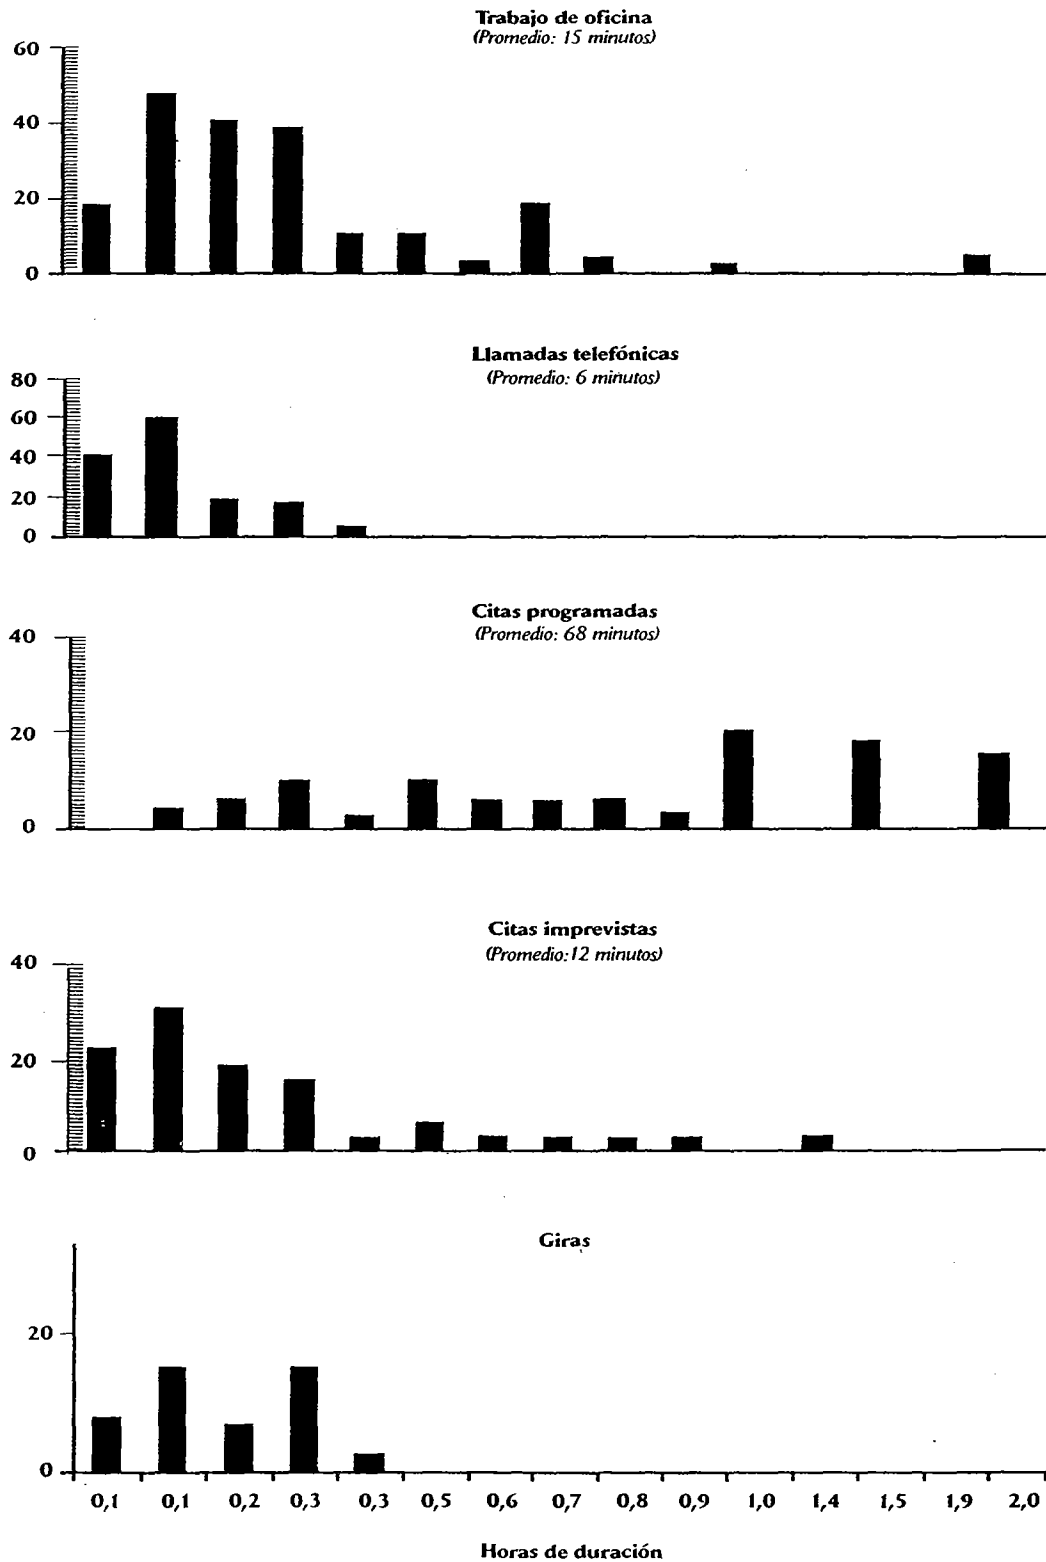 Trabajo de oficina
(Promedio: 15 minutos)
60
40
20
0
Llamadas telefónicas
(Promedio: 6 minutos)
80
60
40
20
0
Citas programadas
(Promedio: 68 minutos)
40
20
0
Citas imprevistas
(Promedio: 12 minutos)
40
20
0
Giras
20
0
0,1 0,1 0,2 0,3 0,3 0,5 0,6 0,7 0,8 0,9 1,0 1,4 1,5 1,9 2,0
Horas de duración